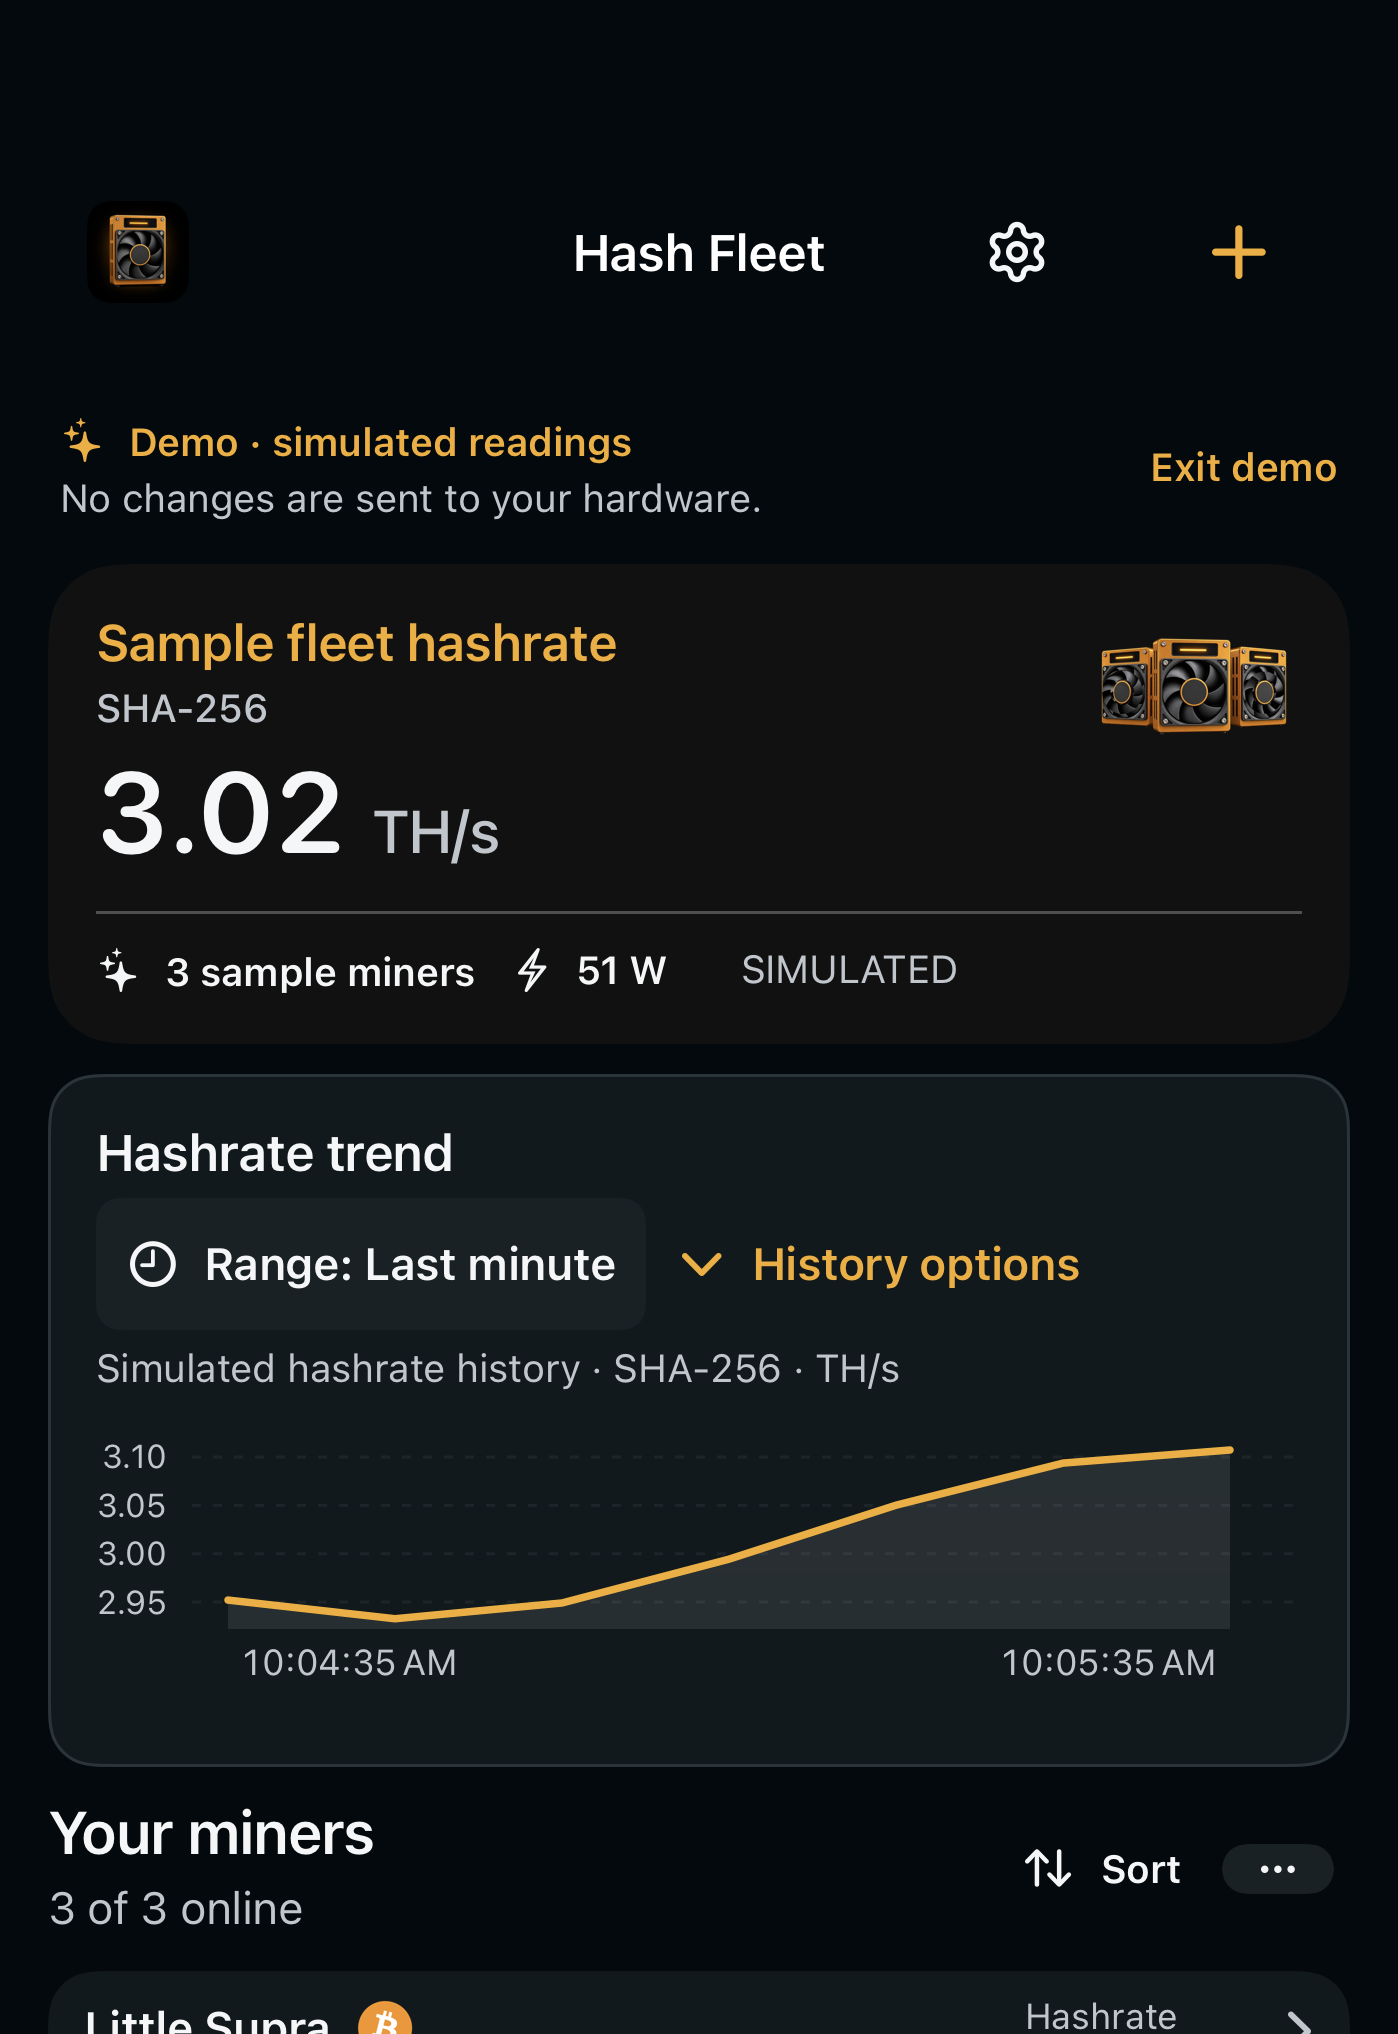 Hash Fleet
Demo · simulated readings
No changes are sent to your hardware.
Exit demo
Sample fleet hashrate
SHA-256
3.02 TH/s
3 sample miners 51 W SIMULATED
Hashrate trend
Range: Last minute History options
Simulated hashrate history · SHA-256 · TH/s
3.10
3.05
3.00
2.95
10:04:35 AM 10:05:35 AM
Your miners
3 of 3 online
Sort
Little Supra
Hashrate